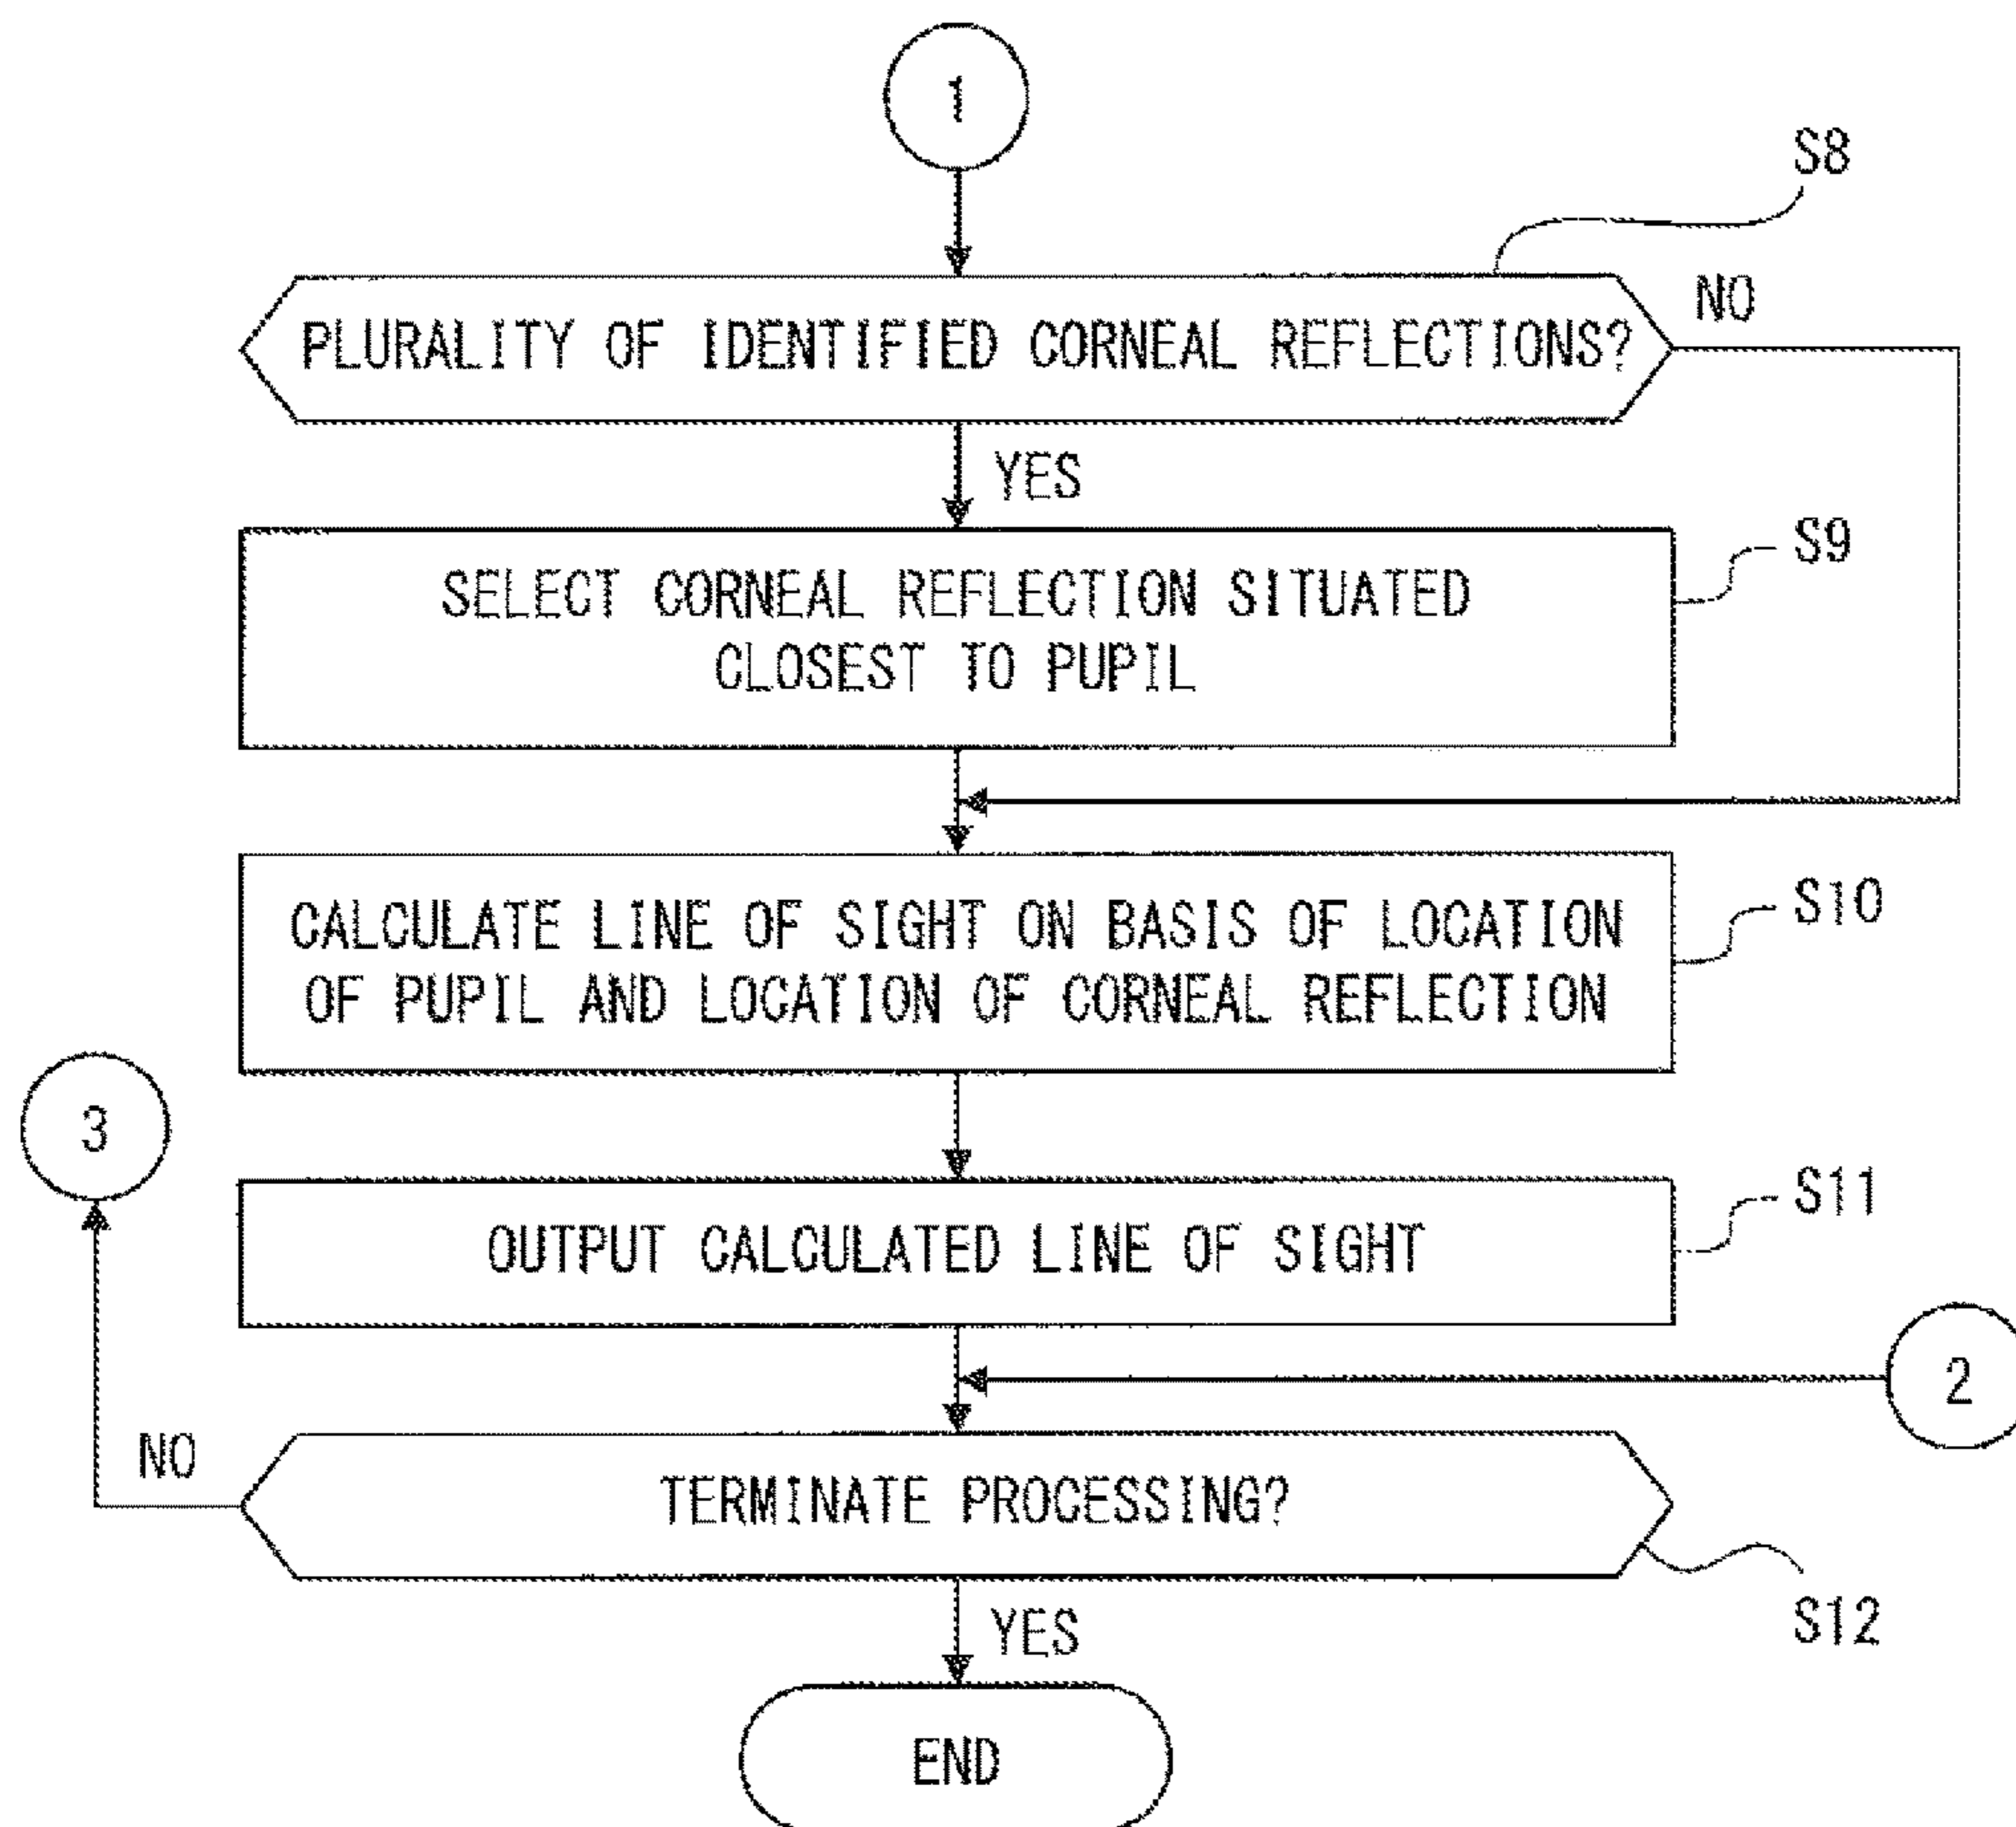 1
S8
PLURALITY OF IDENTIFIED CORNEAL REFLECTIONS?
NO
YES
S9
SELECT CORNEAL REFLECTION SITUATED
CLOSEST TO PUPIL
S10
CALCULATE LINE OF SIGHT ON BASIS OF LOCATION
OF PUPIL AND LOCATION OF CORNEAL REFLECTION
3
S11
OUTPUT CALCULATED LINE OF SIGHT
2
NO
TERMINATE PROCESSING?
S12
YES
END